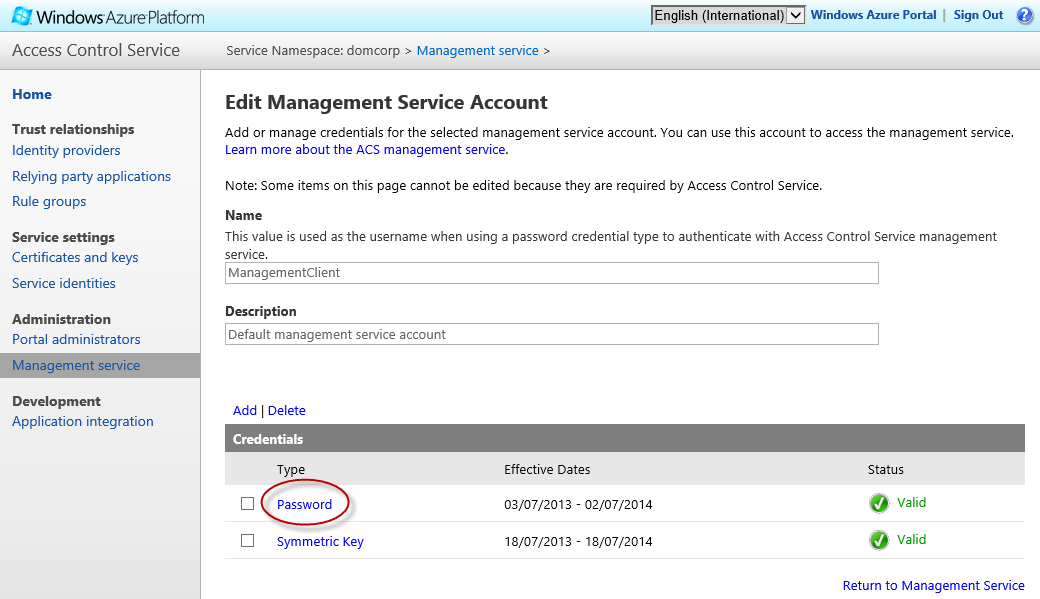 Windows Azure Platform
English (International)
Windows Azure Portal | Sign Out ?
Access Control Service
Service Namespace: domcorp > Management service >
Home
Trust relationships
Identity providers
Relying party applications
Rule groups
Service settings
Certificates and keys
Service identities
Administration
Portal administrators
Management service
Development
Application integration
Edit Management Service Account
Add or manage credentials for the selected management service account. You can use this account to access the management service.
Learn more about the ACS management service.
Note: Some items on this page cannot be edited because they are required by Access Control Service.
Name
This value is used as the username when using a password credential type to authenticate with Access Control Service management
service.
ManagementClient
Description
Default management service account
Add | Delete
Credentials
Type Effective Dates Status
Password 03/07/2013 - 02/07/2014 Valid
Symmetric Key 18/07/2013 - 18/07/2014 Valid
Return to Management Service